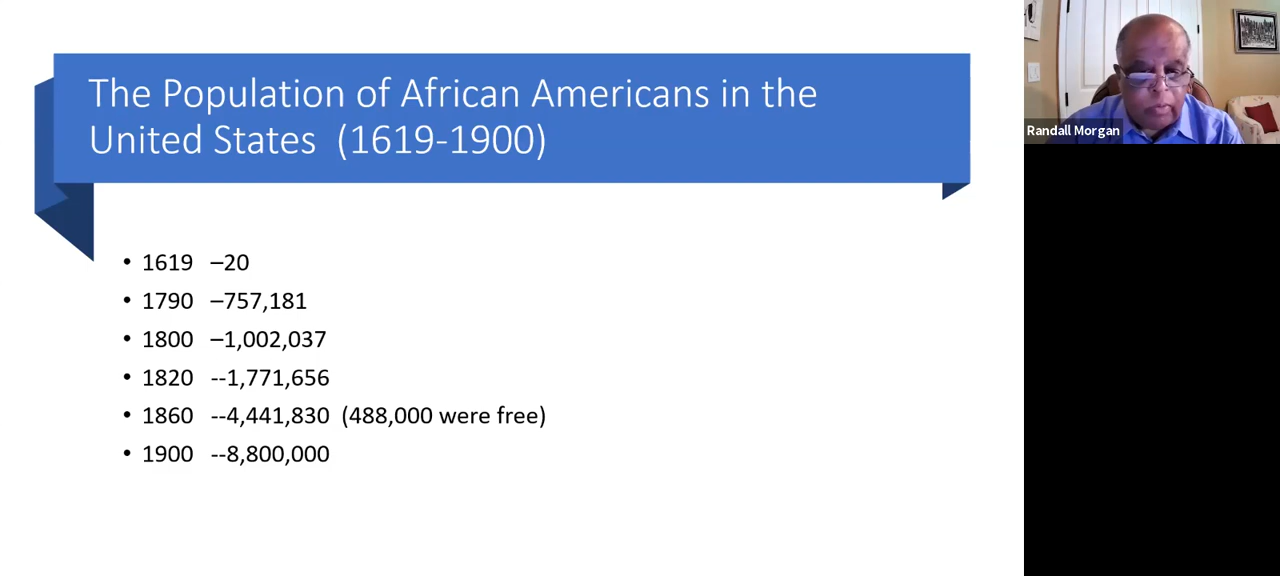 The Population of African Americans in the
United States (1619-1900)
Randall Morgan
• 1619 –20
• 1790 –757,181
• 1800 –1,002,037
• 1820 --1,771,656
• 1860 --4,441,830 (488,000 were free)
• 1900 --8,800,000